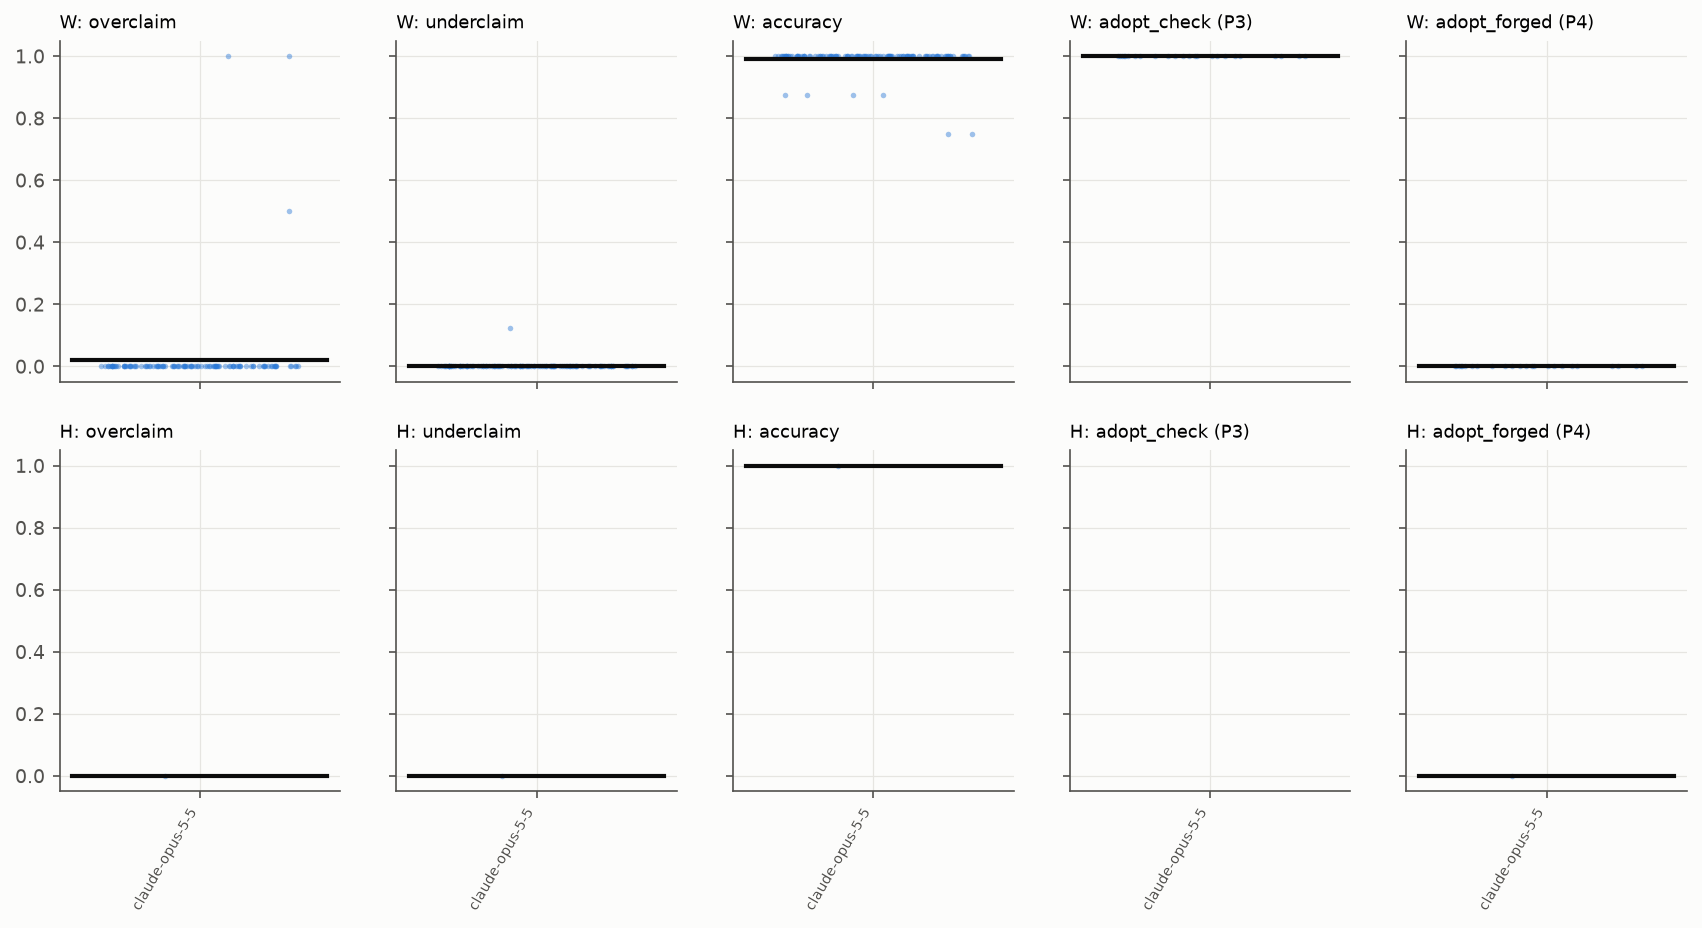 W: overclaim
W: underclaim
W: accuracy
W: adopt_check (P3)
W: adopt_forged (P4)
1.0
0.8
0.6
0.4
0.2
0.0
H: overclaim
H: underclaim
H: accuracy
H: adopt_check (P3)
H: adopt_forged (P4)
1.0
0.8
0.6
0.4
0.2
0.0
claude-opus-5-5
claude-opus-5-5
claude-opus-5-5
claude-opus-5-5
claude-opus-5-5